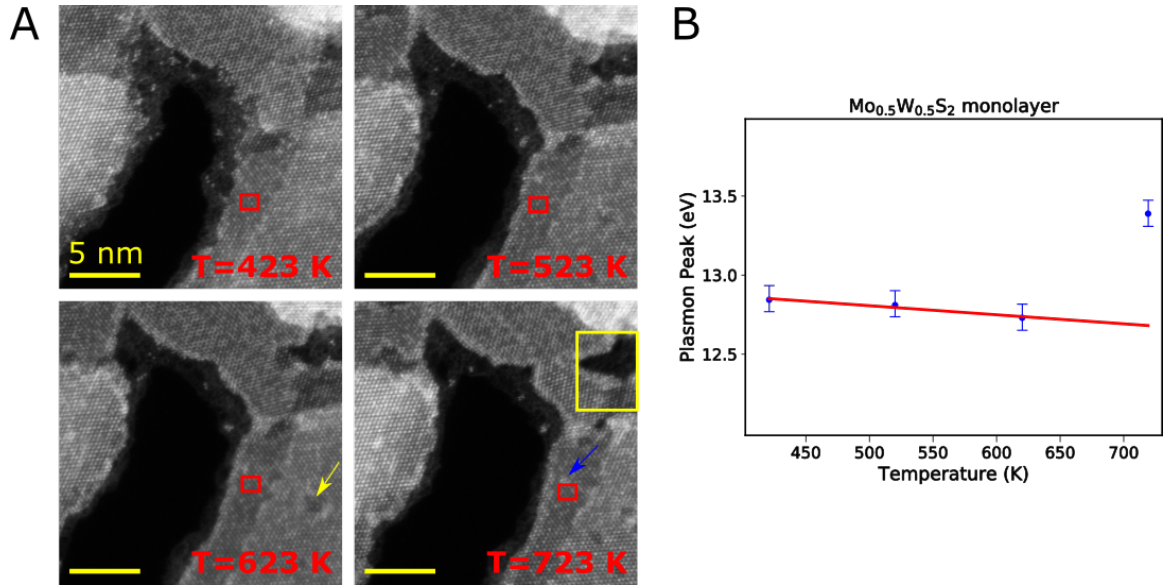 A
5 nm
T=423 K
T=523 K
T=623 K
T=723 K
B
Mo₀.₅W₀.₅S₂ monolayer
Plasmon Peak (eV)
13.5
13.0
12.5
450 500 550 600 650 700
Temperature (K)